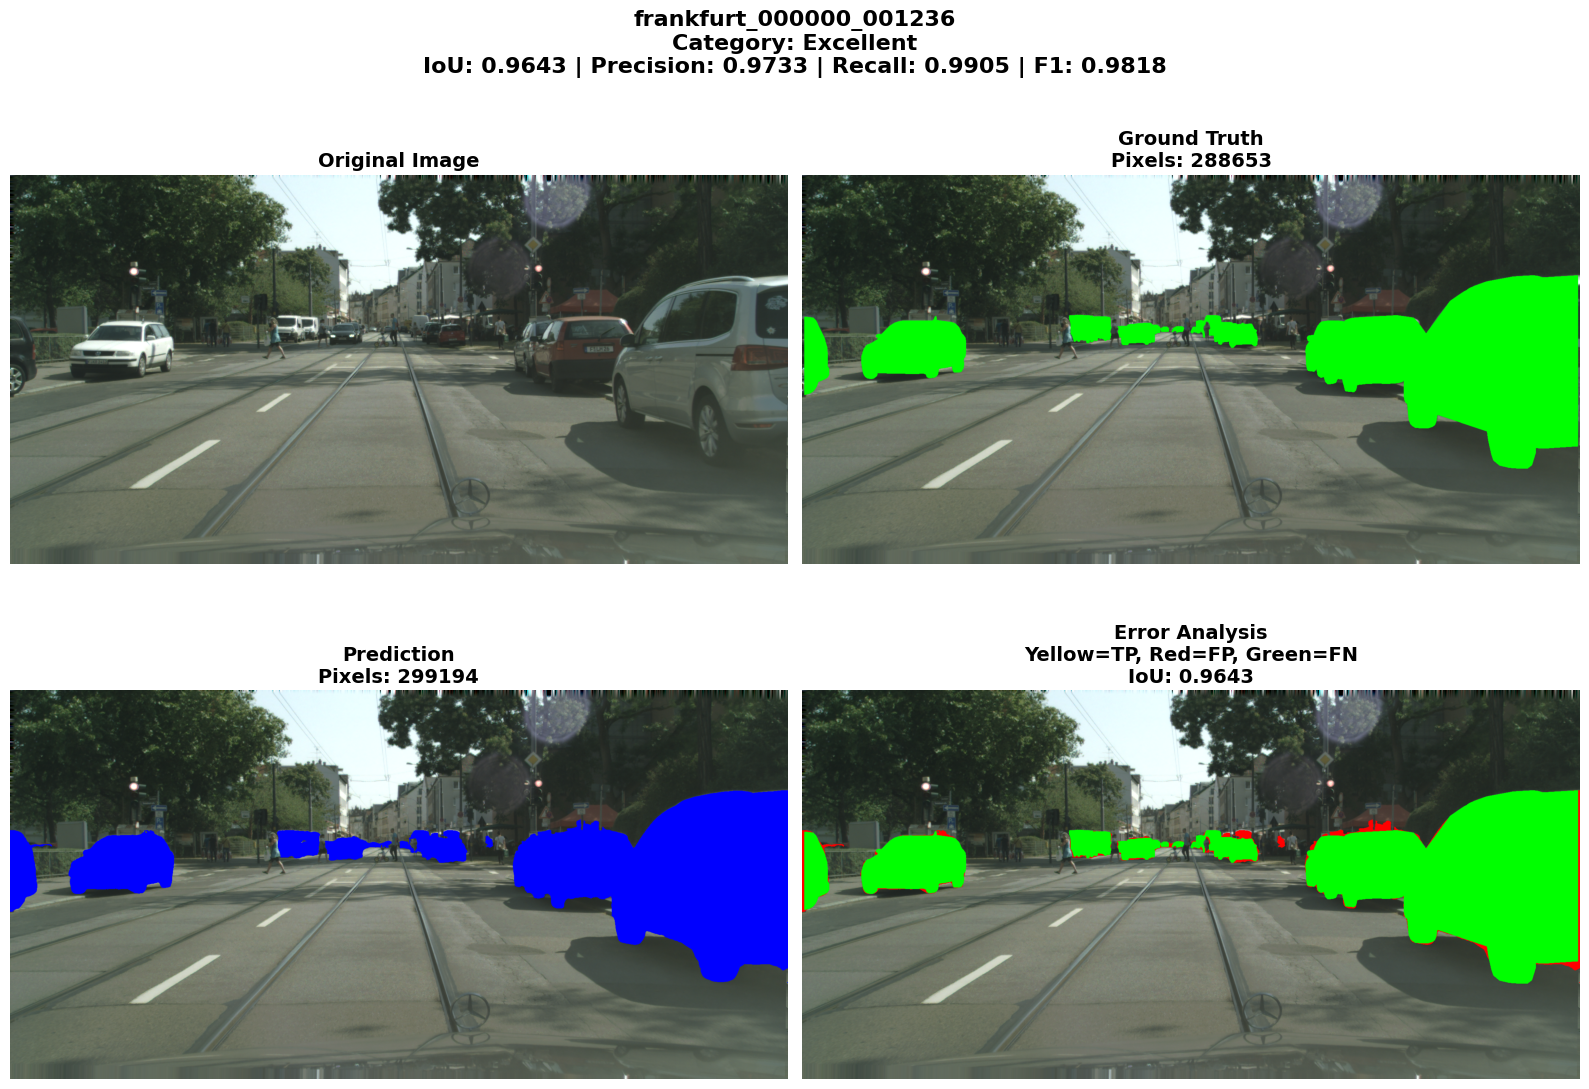 frankfurt_000000_001236
Category: Excellent
IoU: 0.9643 | Precision: 0.9733 | Recall: 0.9905 | F1: 0.9818
Original Image
Ground Truth
Pixels: 288653
Prediction
Pixels: 299194
Error Analysis
Yellow=TP, Red=FP, Green=FN
IoU: 0.9643